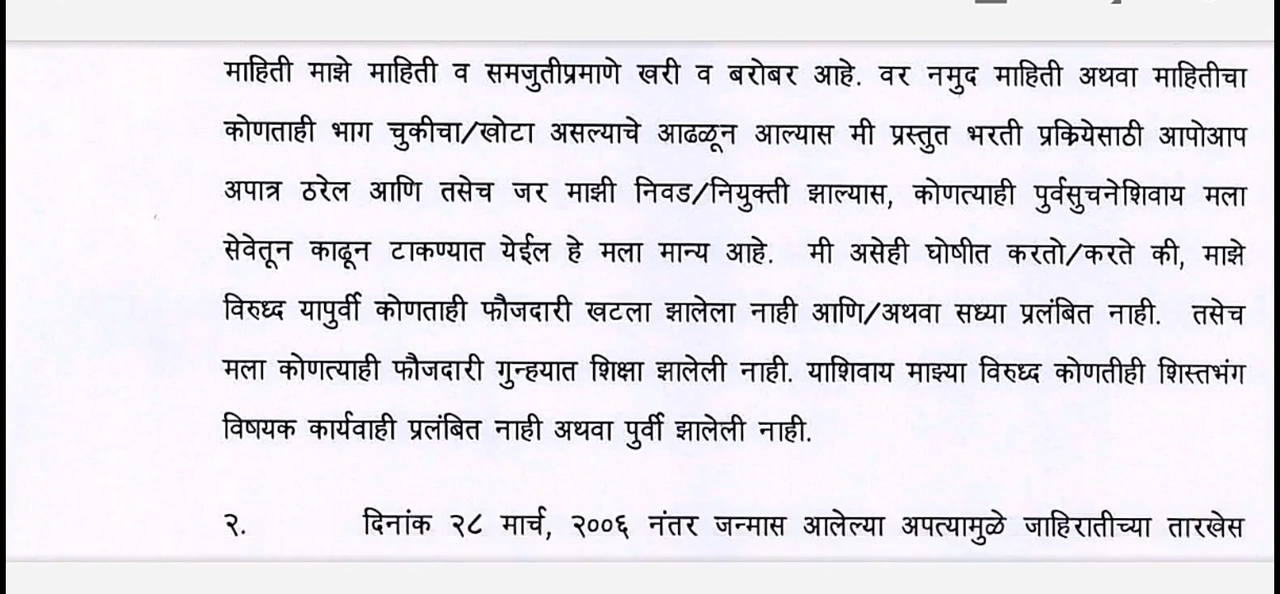 माहिती माझे माहिती व समजुतीप्रमाणे खरी व बरोबर आहे. वर नमुद माहिती अथवा माहितीचा
कोणताही भाग चुकीचा/खोटा असल्याचे आढळून आल्यास मी प्रस्तुत भरती प्रक्रियेसाठी आपोआप
अपात्र ठरेल आणि तसेच जर माझी निवड/नियुक्ती झाल्यास, कोणत्याही पुर्वसुचनेशिवाय मला
सेवेतून काढून टाकण्यात येईल हे मला मान्य आहे. मी असेही घोषीत करतो/करते की, माझे
विरुध्द यापुर्वी कोणताही फौजदारी खटला झालेला नाही आणि/अथवा सध्या प्रलंबित नाही. तसेच
मला कोणत्याही फौजदारी गुन्हयात शिक्षा झालेली नाही. याशिवाय माझ्या विरुध्द कोणतीही शिस्तभंग
विषयक कार्यवाही प्रलंबित नाही अथवा पुर्वी झालेली नाही.
२. दिनांक २८ मार्च, २००६ नंतर जन्मास आलेल्या अपत्यामुळे जाहिरातीच्या तारखेस